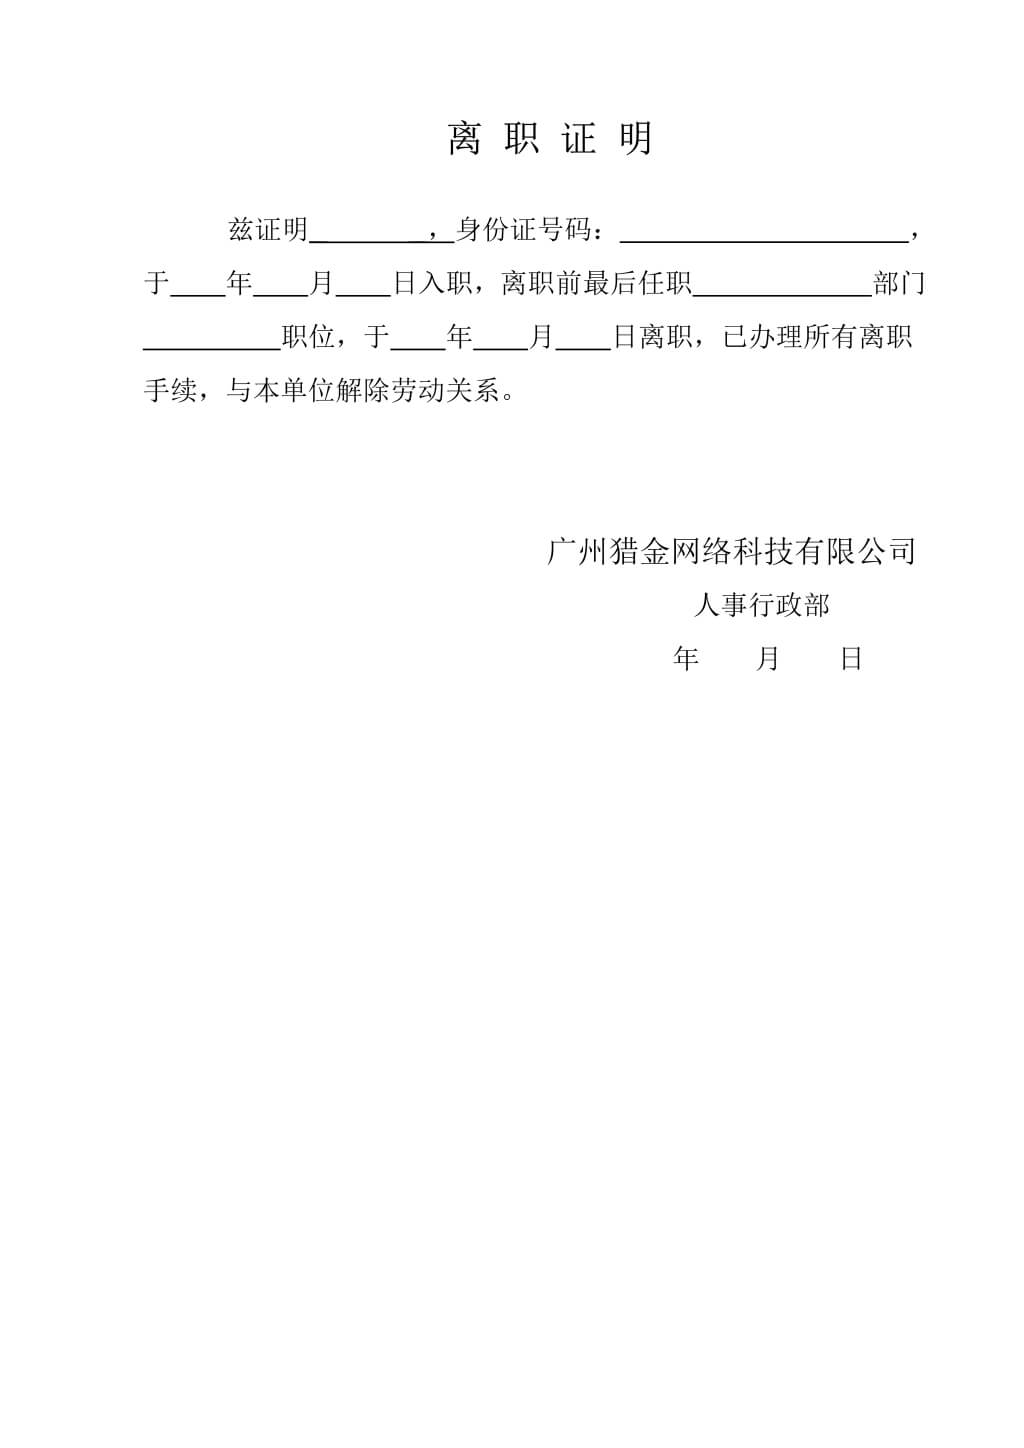 离 职 证 明
兹证明________，身份证号码：____________________，
于____年____月____日入职，离职前最后任职_____________部门
__________职位，于____年____月____日离职，已办理所有离职
手续，与本单位解除劳动关系。
广州猎金网络科技有限公司
人事行政部
年 月 日